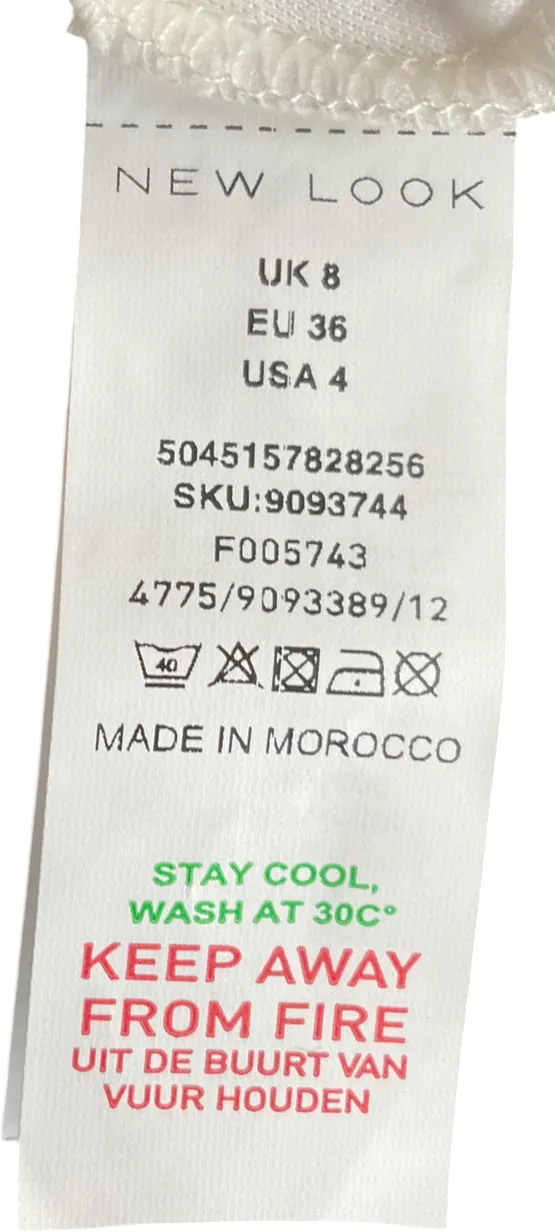 NEW LOOK
UK 8
EU 36
USA 4
5045157828256
SKU:9093744
F005743
4775/9093389/12
40
MADE IN MOROCCO
STAY COOL,
WASH AT 30C°
KEEP AWAY
FROM FIRE
UIT DE BUURT VAN
VUUR HOUDEN